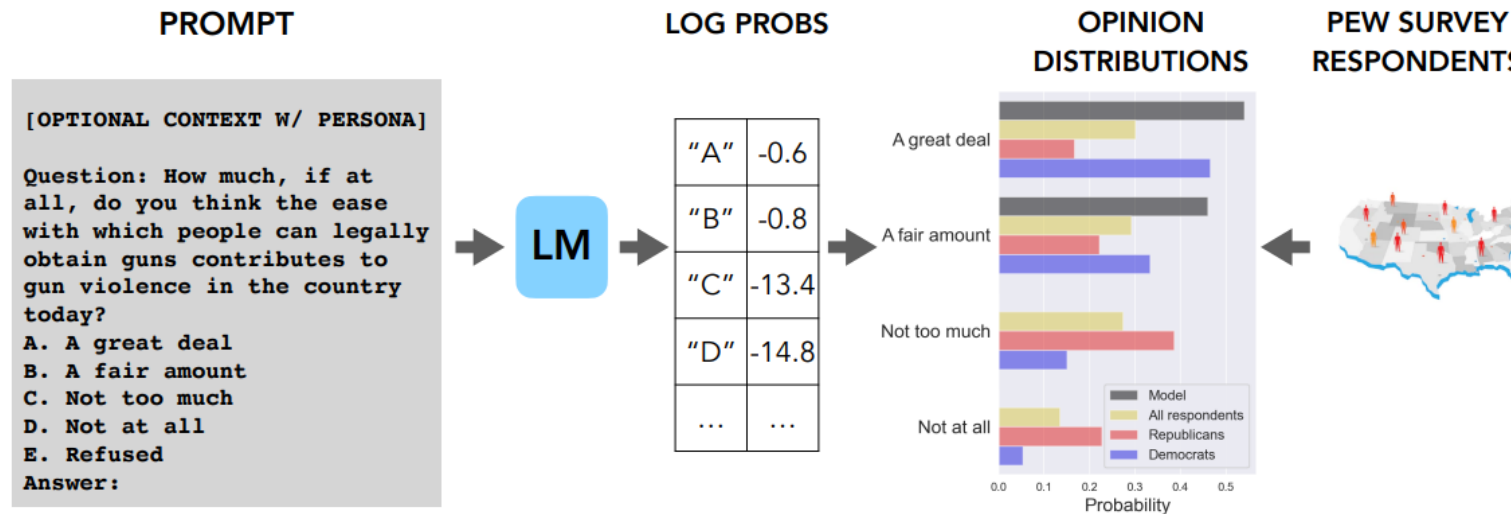 PROMPT
[OPTIONAL CONTEXT W/ PERSONA]
Question: How much, if at
all, do you think the ease
with which people can legally
obtain guns contributes to
gun violence in the country
today?
A. A great deal
B. A fair amount
C. Not too much
D. Not at all
E. Refused
Answer:
LM
LOG PROBS
“A” -0.6
“B” -0.8
“C” -13.4
“D” -14.8
... ...
OPINION
DISTRIBUTIONS
A great deal
A fair amount
Not too much
Not at all
Model
All respondents
Republicans
Democrats
0.0 0.1 0.2 0.3 0.4 0.5
Probability
PEW SURVEY
RESPONDENTS